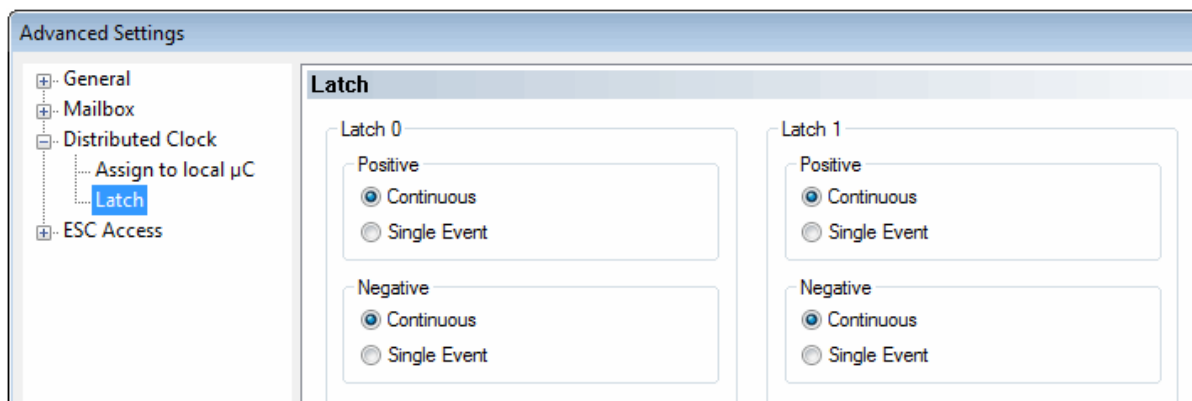 Advanced Settings
General
Mailbox
Distributed Clock
Assign to local µC
Latch
ESC Access
Latch
Latch 0
Positive
Continuous
Single Event
Negative
Continuous
Single Event
Latch 1
Positive
Continuous
Single Event
Negative
Continuous
Single Event